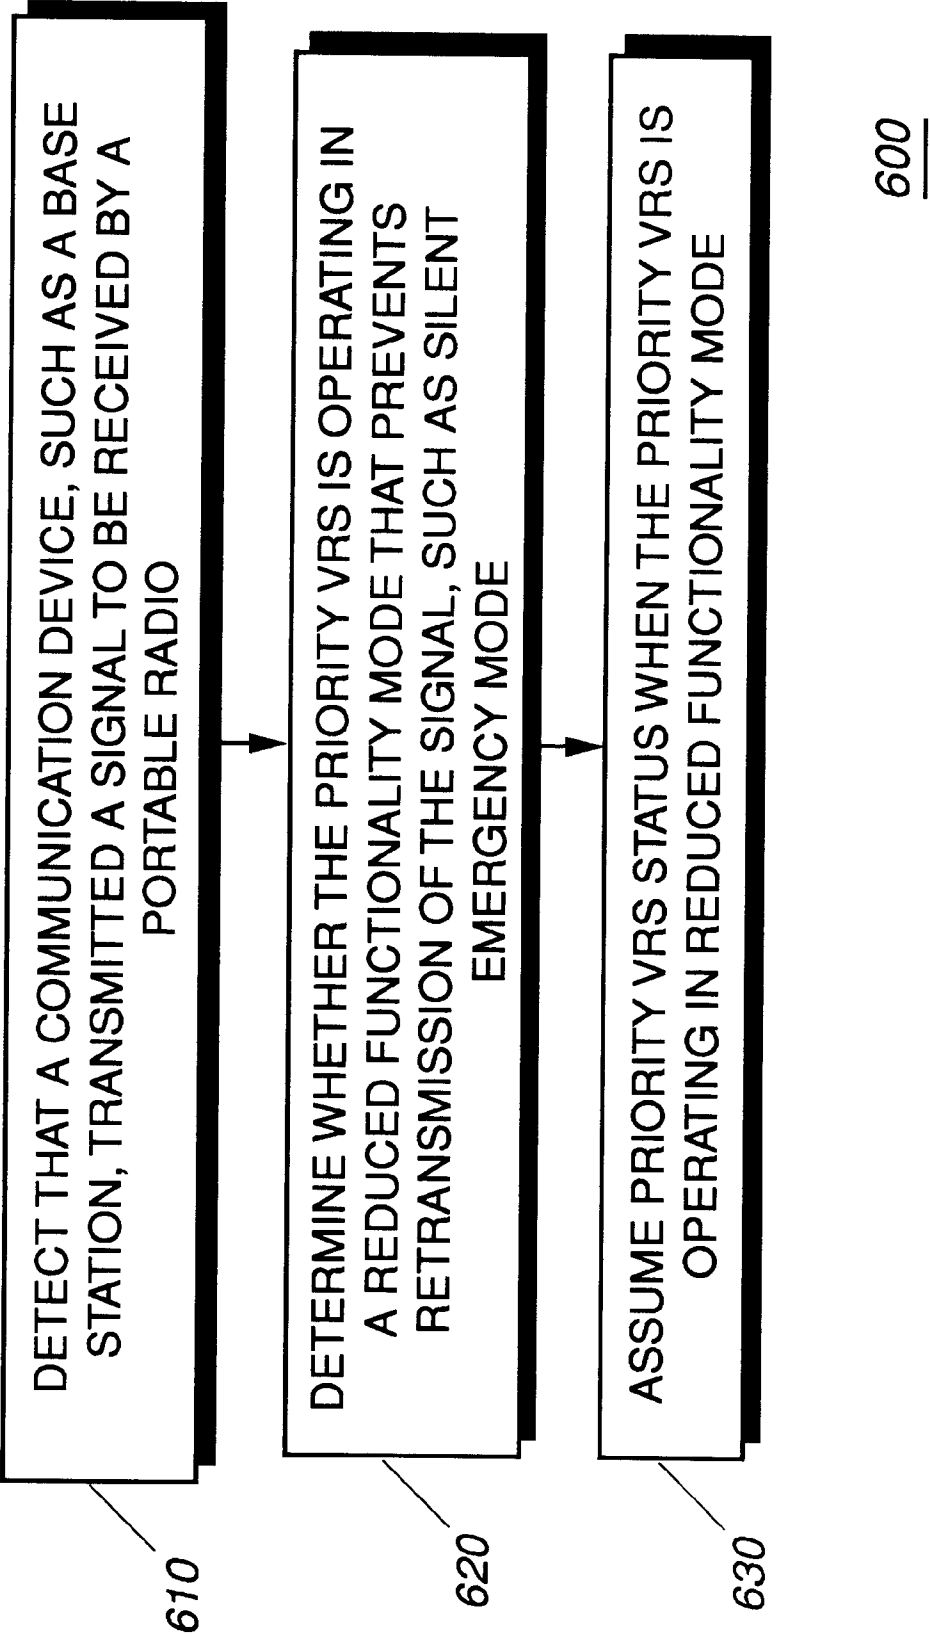 DETECT THAT A COMMUNICATION DEVICE, SUCH AS A BASE
STATION, TRANSMITTED A SIGNAL TO BE RECEIVED BY A
PORTABLE RADIO
610
DETERMINE WHETHER THE PRIORITY VRS IS OPERATING IN
A REDUCED FUNCTIONALITY MODE THAT PREVENTS
RETRANSMISSION OF THE SIGNAL, SUCH AS SILENT
EMERGENCY MODE
620
ASSUME PRIORITY VRS STATUS WHEN THE PRIORITY VRS IS
OPERATING IN REDUCED FUNCTIONALITY MODE
630
600